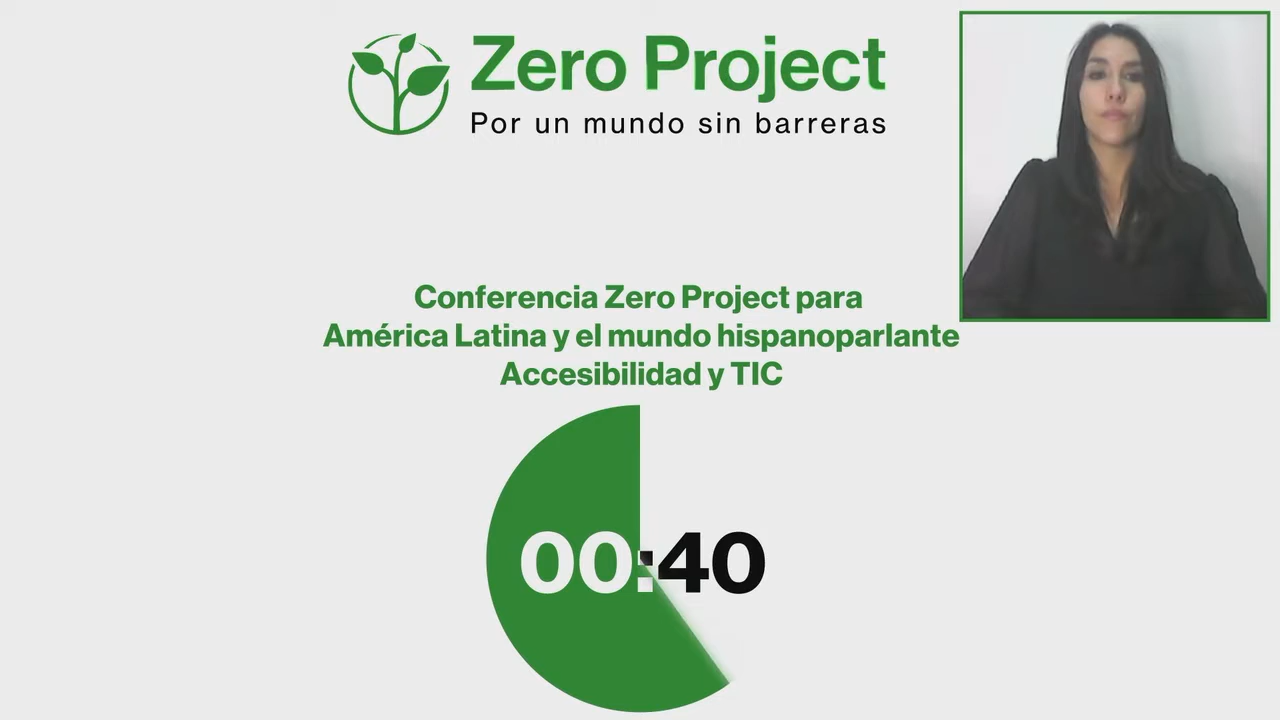 Zero Project
Por un mundo sin barreras
Conferencia Zero Project para
América Latina y el mundo hispanoparlante
Accesibilidad y TIC
00:40